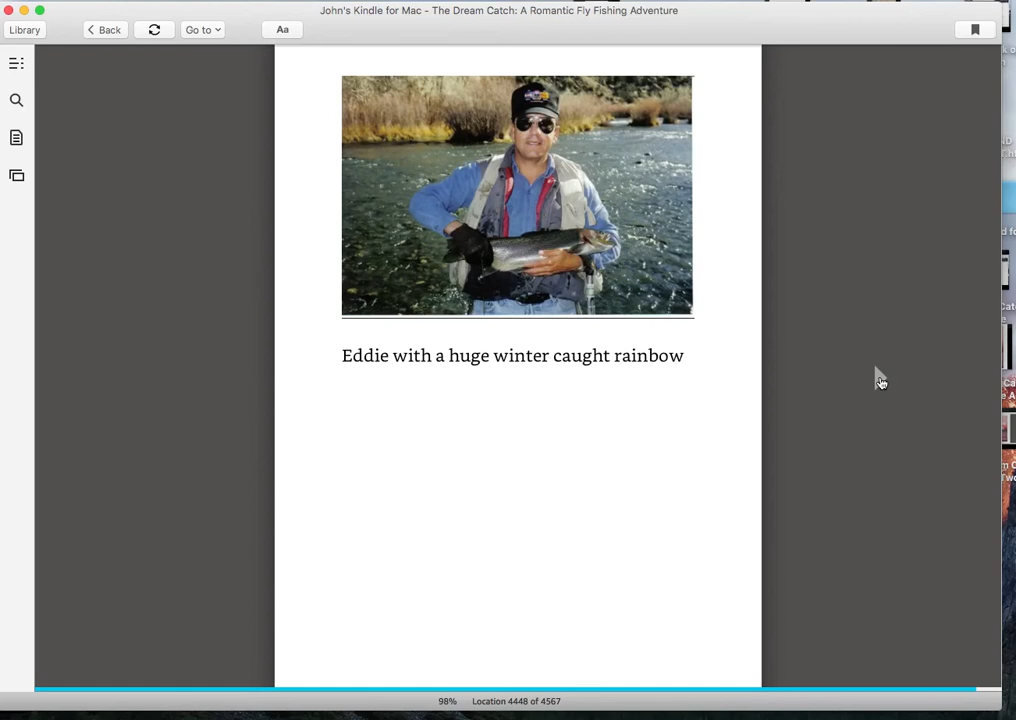 John's Kindle for Mac - The Dream Catch: A Romantic Fly Fishing Adventure
Library
Back
Go to
Aa
Eddie with a huge winter caught rainbow
98% Location 4448 of 4567